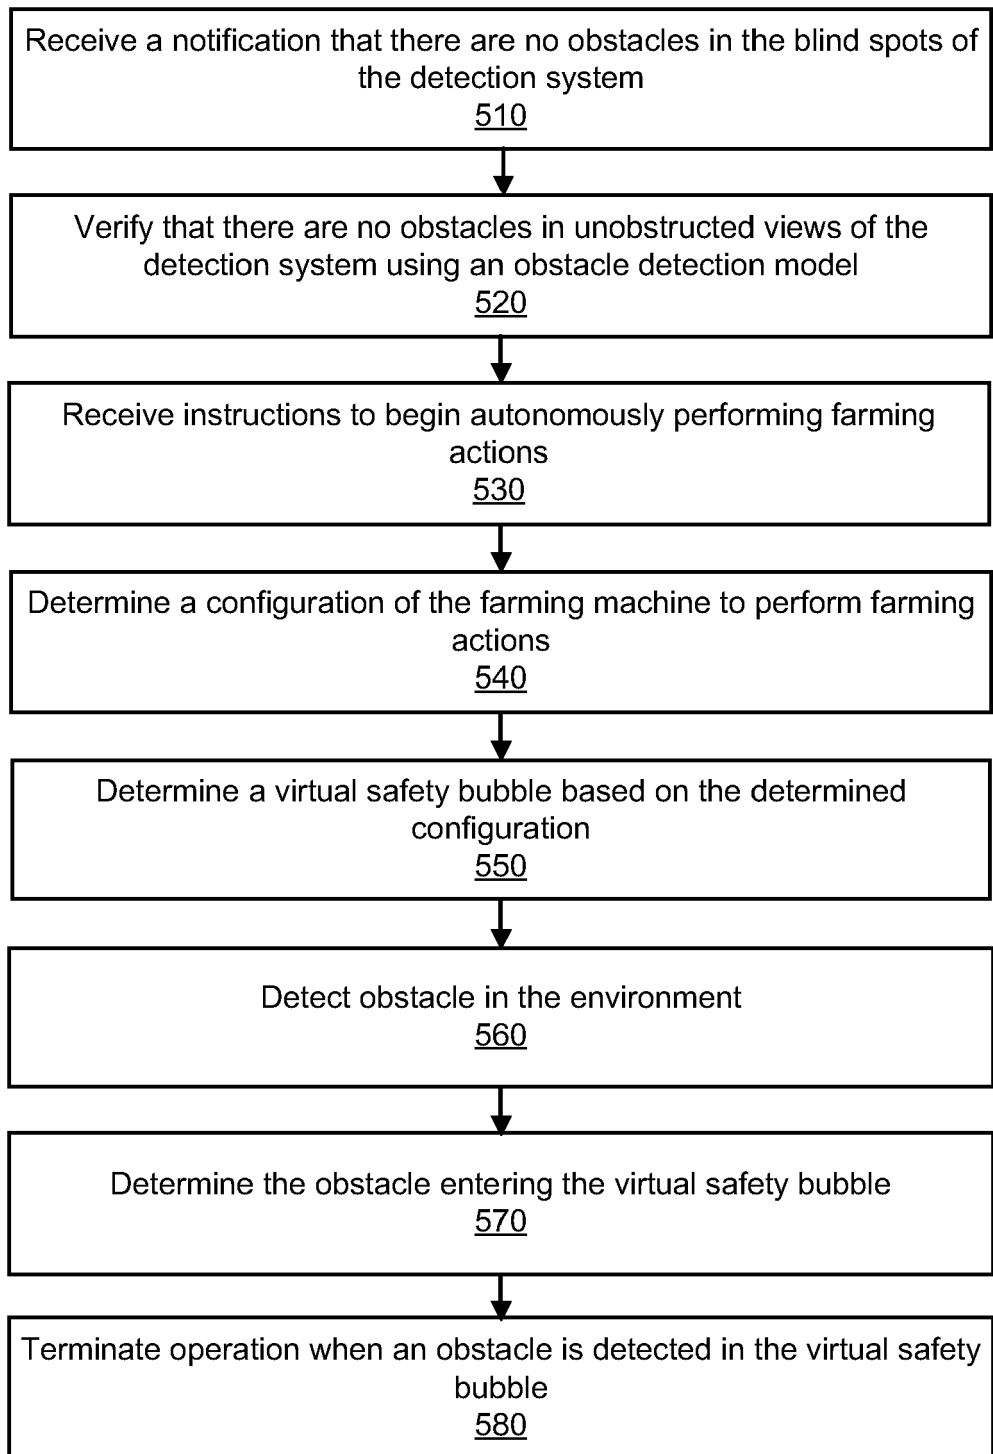 Receive a notification that there are no obstacles in the blind spots of
the detection system
510
Verify that there are no obstacles in unobstructed views of the
detection system using an obstacle detection model
520
Receive instructions to begin autonomously performing farming
actions
530
Determine a configuration of the farming machine to perform farming
actions
540
Determine a virtual safety bubble based on the determined
configuration
550
Detect obstacle in the environment
560
Determine the obstacle entering the virtual safety bubble
570
Terminate operation when an obstacle is detected in the virtual safety
bubble
580